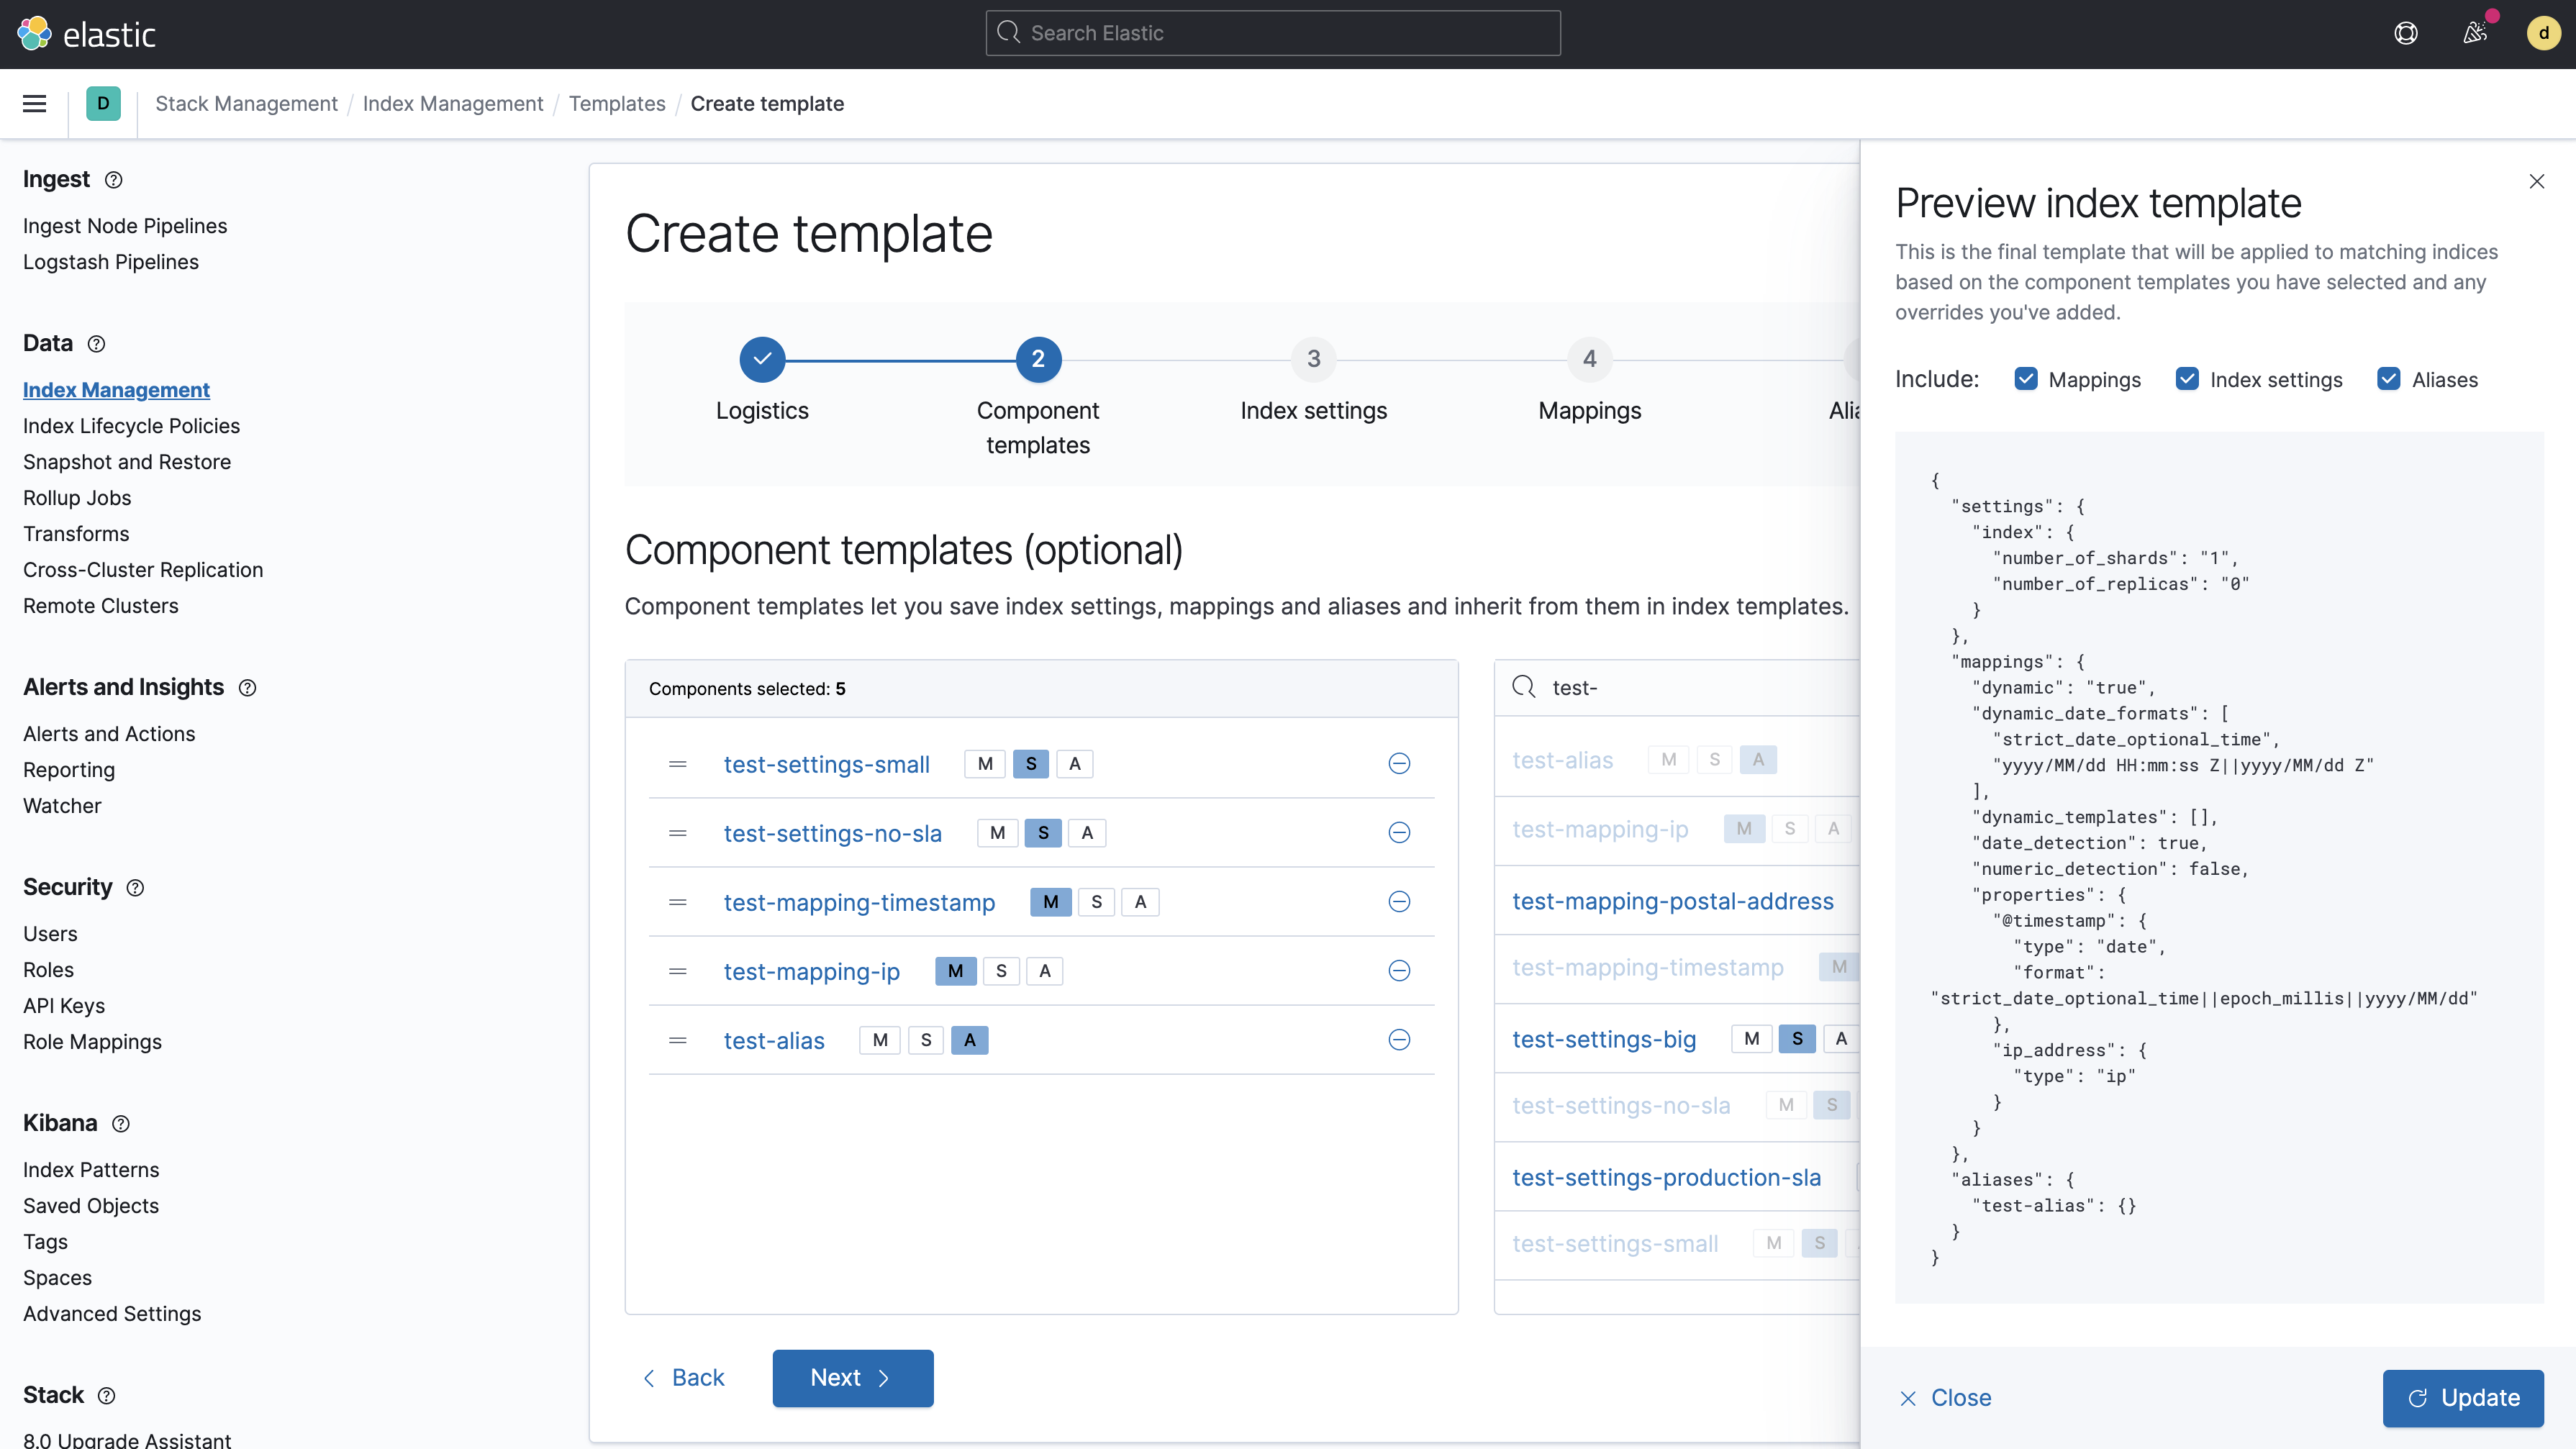 elastic
Search Elastic
d
D
Stack Management / Index Management / Templates / Create template
Ingest
Ingest Node Pipelines
Logstash Pipelines
Data
Index Management
Index Lifecycle Policies
Snapshot and Restore
Rollup Jobs
Transforms
Cross-Cluster Replication
Remote Clusters
Alerts and Insights
Alerts and Actions
Reporting
Watcher
Security
Users
Roles
API Keys
Role Mappings
Kibana
Index Patterns
Saved Objects
Tags
Spaces
Advanced Settings
Stack
8.0 Upgrade Assistant
Create template
Logistics
2
Component
templates
3
Index settings
4
Mappings
Component templates (optional)
Component templates let you save index settings, mappings and aliases and inherit from them in index templates.
Components selected: 5
test-settings-small M S A
test-settings-no-sla M S A
test-mapping-timestamp M S A
test-mapping-ip M S A
test-alias M S A
test-
test-alias M S A
test-mapping-ip M S A
test-mapping-postal-address
test-mapping-timestamp M
test-settings-big M S A
test-settings-no-sla M S
test-settings-production-sla
test-settings-small M S
Back
Next
Preview index template
This is the final template that will be applied to matching indices
based on the component templates you have selected and any
overrides you've added.
Include: Mappings Index settings Aliases
{
"settings": {
"index": {
"number_of_shards": "1",
"number_of_replicas": "0"
}
},
"mappings": {
"dynamic": "true",
"dynamic_date_formats": [
"strict_date_optional_time",
"yyyy/MM/dd HH:mm:ss Z||yyyy/MM/dd Z"
],
"dynamic_templates": [],
"date_detection": true,
"numeric_detection": false,
"properties": {
"@timestamp": {
"type": "date",
"format":
"strict_date_optional_time||epoch_millis||yyyy/MM/dd"
},
"ip_address": {
"type": "ip"
}
}
},
"aliases": {
"test-alias": {}
}
}
Close
Update